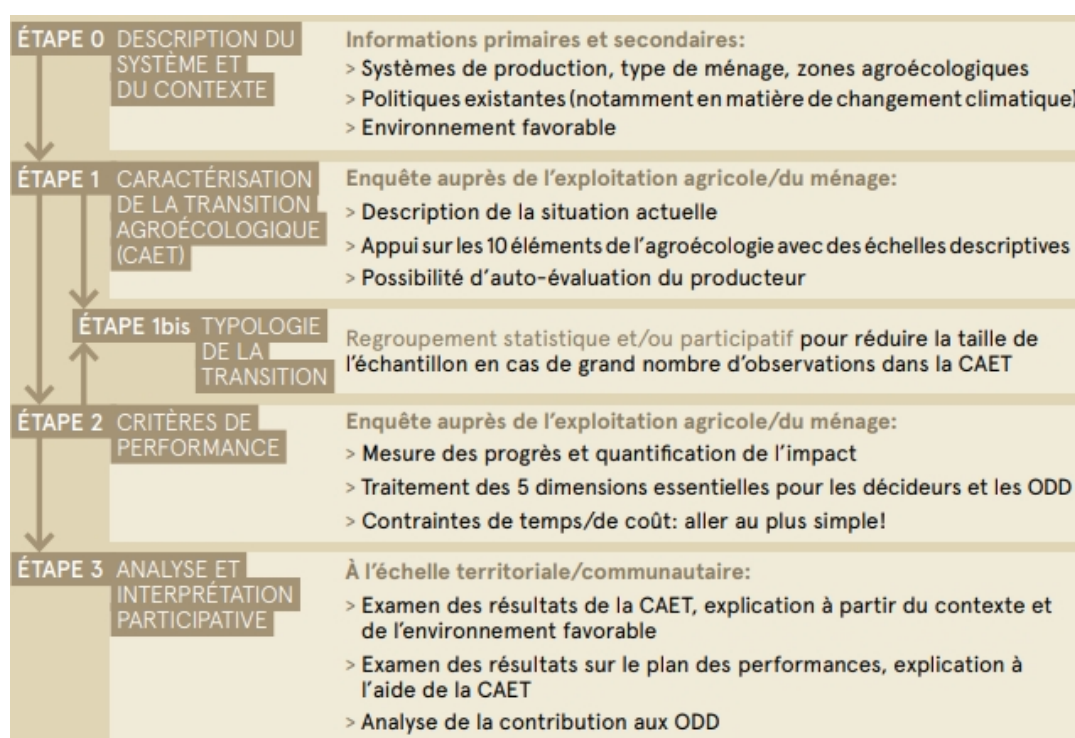 ÉTAPE 0 DESCRIPTION DU
SYSTÈME ET
DU CONTEXTE
Informations primaires et secondaires:
> Systèmes de production, type de ménage, zones agroécologiques
> Politiques existantes (notamment en matière de changement climatique)
> Environnement favorable
ÉTAPE 1 CARACTÉRISATION
DE LA TRANSITION
AGROÉCOLOGIQUE
(CAET)
Enquête auprès de l'exploitation agricole/du ménage:
> Description de la situation actuelle
> Appui sur les 10 éléments de l'agroécologie avec des échelles descriptives
> Possibilité d'auto-évaluation du producteur
ÉTAPE 1bis TYPOLOGIE
DE LA
TRANSITION
Regroupement statistique et/ou participatif pour réduire la taille de
l'échantillon en cas de grand nombre d'observations dans la CAET
ÉTAPE 2 CRITÈRES DE
PERFORMANCE
Enquête auprès de l'exploitation agricole/du ménage:
> Mesure des progrès et quantification de l'impact
> Traitement des 5 dimensions essentielles pour les décideurs et les ODD
> Contraintes de temps/de coût: aller au plus simple!
ÉTAPE 3 ANALYSE ET
INTERPRÉTATION
PARTICIPATIVE
À l'échelle territoriale/communautaire:
> Examen des résultats de la CAET, explication à partir du contexte et
de l'environnement favorable
> Examen des résultats sur le plan des performances, explication à
l'aide de la CAET
> Analyse de la contribution aux ODD